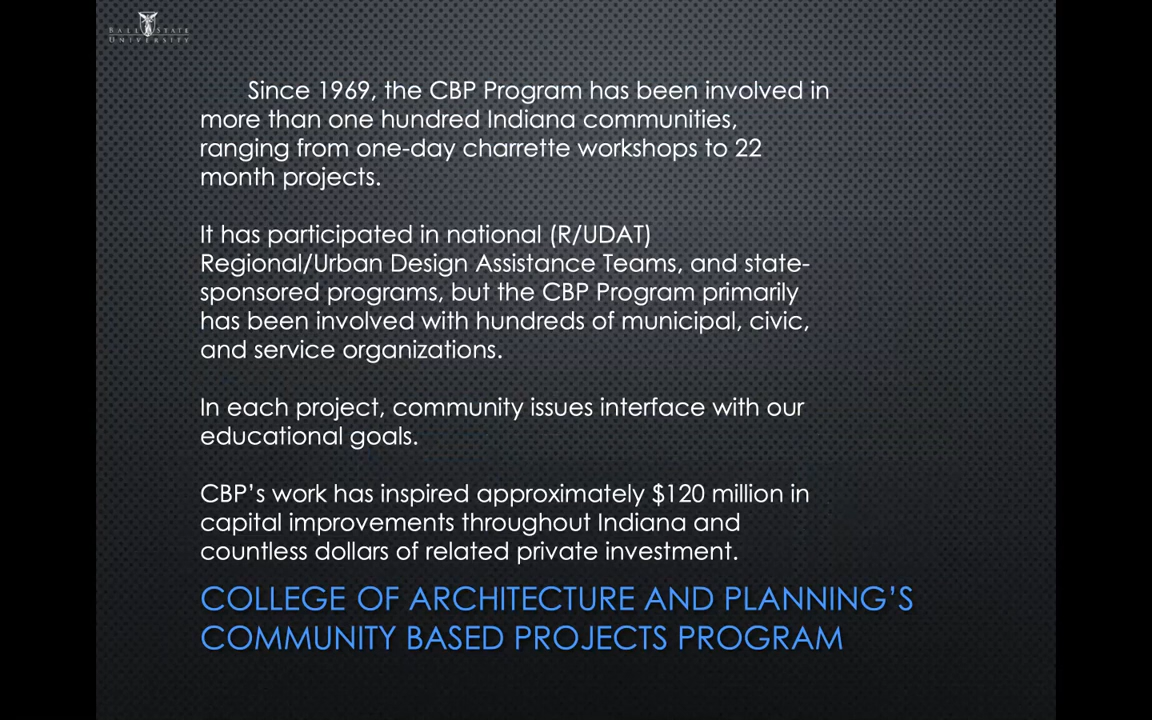 BALL STATE
UNIVERSITY
Since 1969, the CBP Program has been involved in
more than one hundred Indiana communities,
ranging from one-day charrette workshops to 22
month projects.
It has participated in national (R/UDAT)
Regional/Urban Design Assistance Teams, and state-
sponsored programs, but the CBP Program primarily
has been involved with hundreds of municipal, civic,
and service organizations.
In each project, community issues interface with our
educational goals.
CBP’s work has inspired approximately $120 million in
capital improvements throughout Indiana and
countless dollars of related private investment.
COLLEGE OF ARCHITECTURE AND PLANNING’S
COMMUNITY BASED PROJECTS PROGRAM